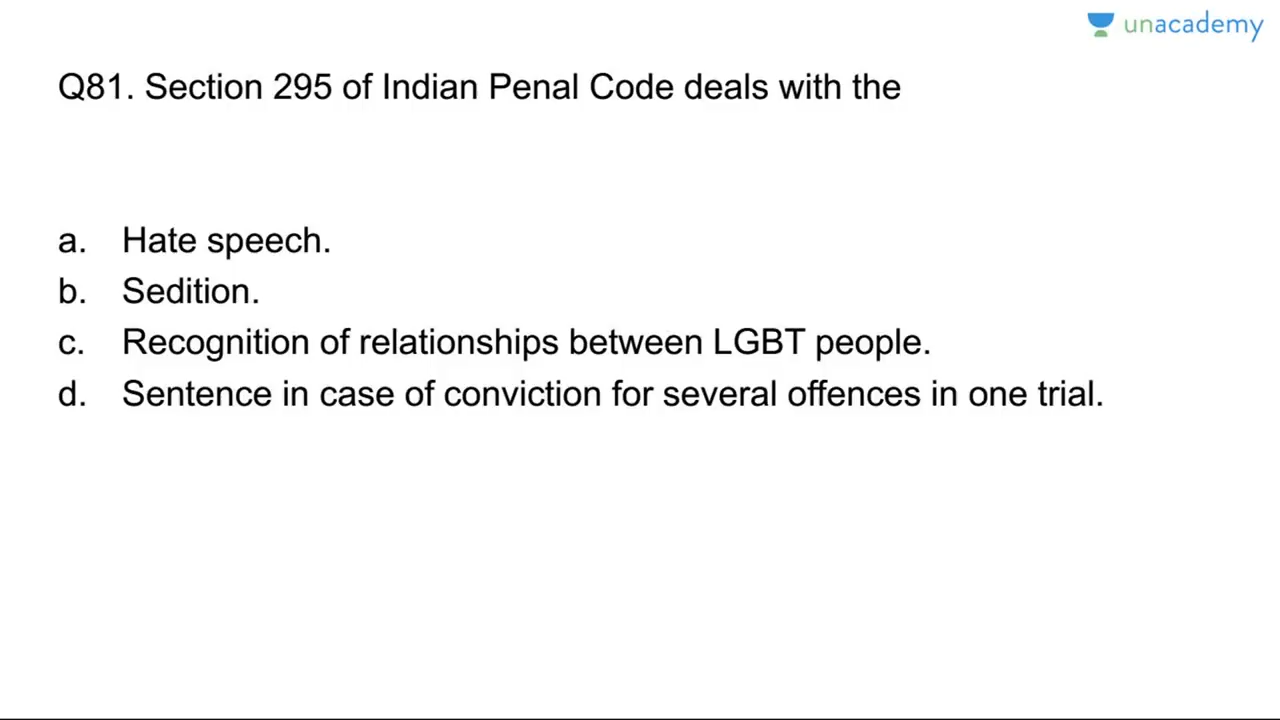 unacademy
Q81. Section 295 of Indian Penal Code deals with the
a. Hate speech.
b. Sedition.
c. Recognition of relationships between LGBT people.
d. Sentence in case of conviction for several offences in one trial.